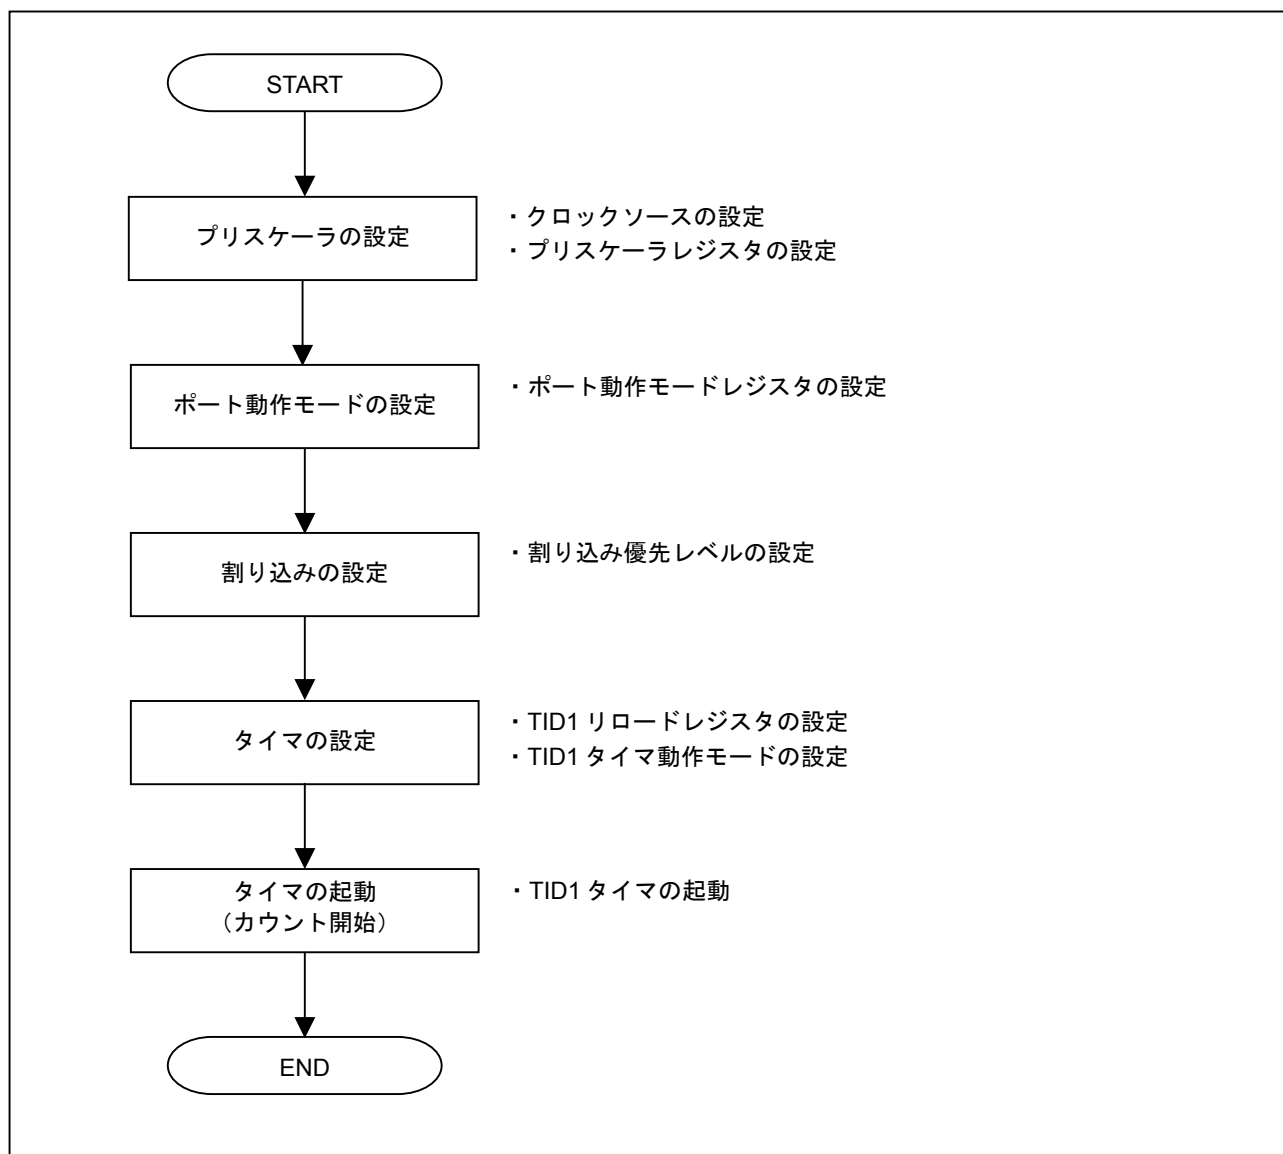 START
プリスケーラの設定
・クロックソースの設定
・プリスケーラレジスタの設定
ポート動作モードの設定
・ポート動作モードレジスタの設定
割り込みの設定
・割り込み優先レベルの設定
タイマの設定
・TID1 リロードレジスタの設定
・TID1 タイマ動作モードの設定
タイマの起動
（カウント開始）
・TID1 タイマの起動
END